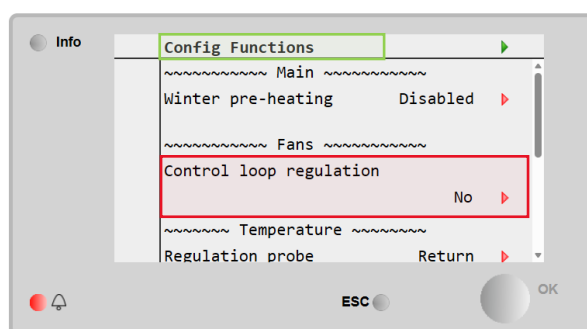 Info
Config Functions
~~~~~~~~~~~ Main ~~~~~~~~~~~
Winter pre-heating Disabled
~~~~~~~~~~~ Fans ~~~~~~~~~~~
Control loop regulation
No
~~~~~~~ Temperature ~~~~~~~~
Regulation probe Return
ESC
OK